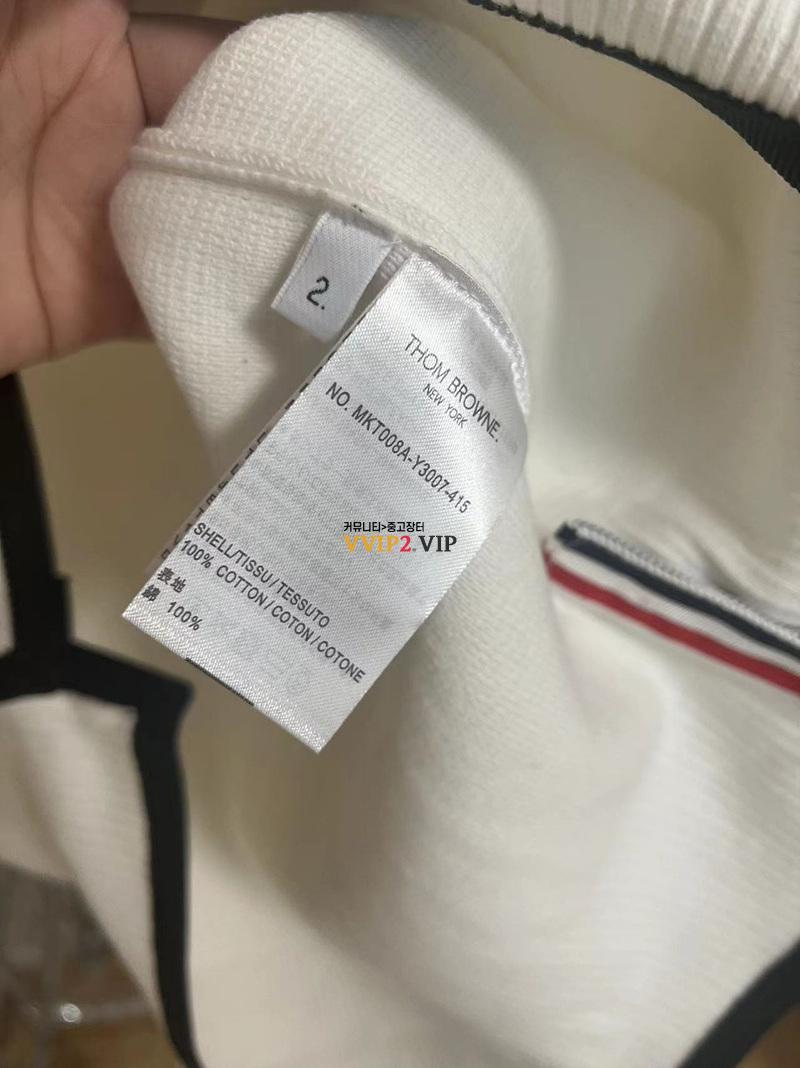 2.
THOM BROWNE.
NEW YORK
NO. MKT008A-Y3007-415
커뮤니티>중고장터
VVIP2.VIP
SHELL/TISSU/TESSUTO
100% COTTON/COTON/COTONE
表地
綿 100%